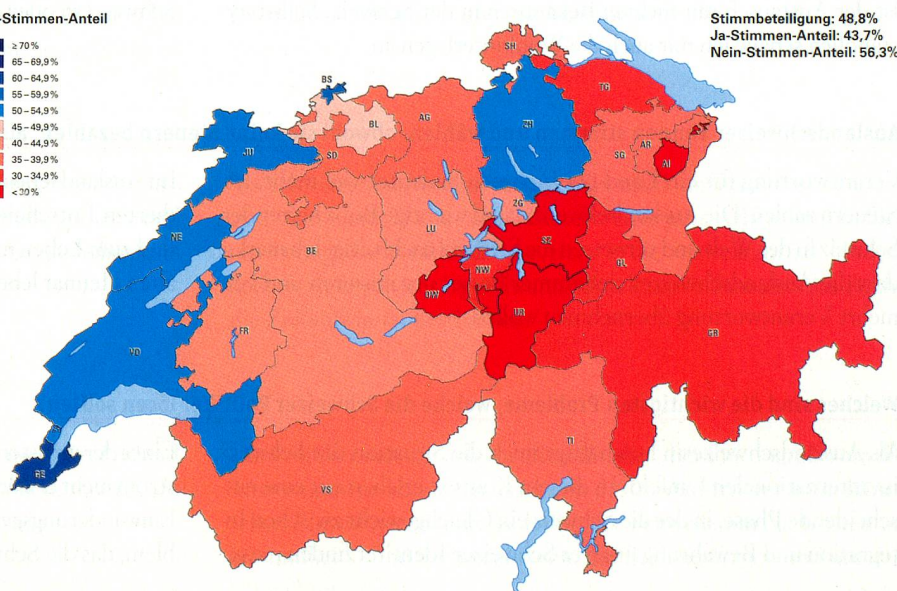 -Stimmen-Anteil
≥ 70%
65 – 69,9%
60 – 64,9%
55 – 59,9%
50 – 54,9%
45 – 49,9%
40 – 44,9%
35 – 39,9%
30 – 34,9%
Stimmbeteiligung: 48,8%
Ja-Stimmen-Anteil: 43,7%
Nein-Stimmen-Anteil: 56,3%
SH
BS
TG
BL
AG
ZH
JU
SO
AR
SG
AI
ZG
NE
LU
SZ
BE
NW
GL
OW
UR
FR
GR
VD
TI
GE
VS